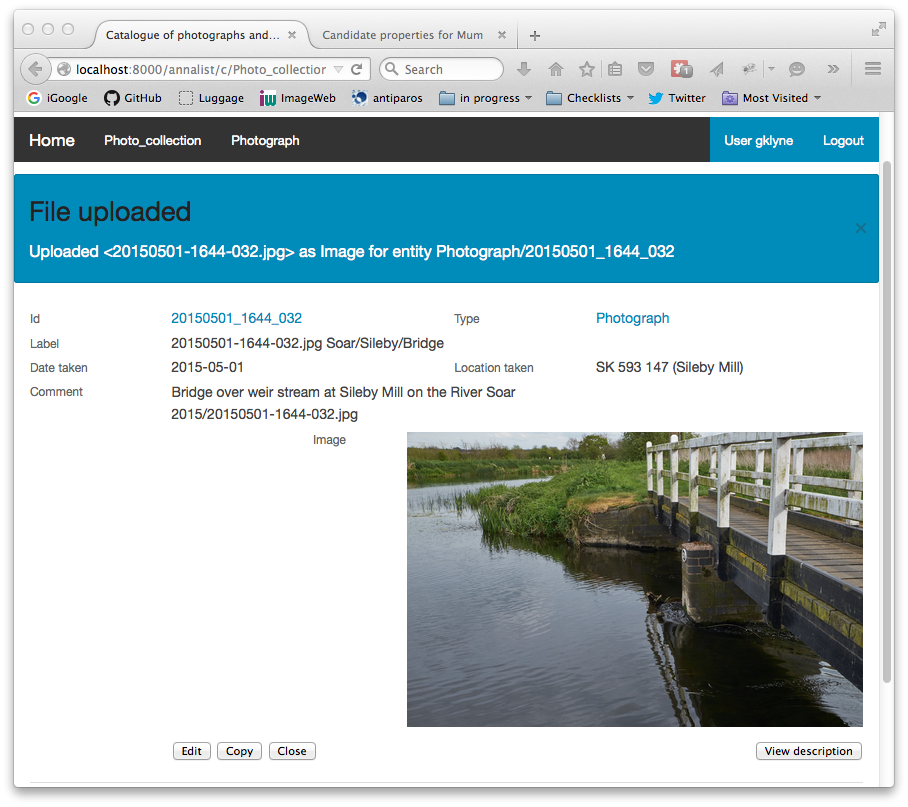 Catalogue of photographs and... × Candidate properties for Mum × +
localhost:8000/annalist/c/Photo_collection Search 1
iGoogle GitHub Luggage iw ImageWeb antiparos in progress Checklists Twitter Most Visited
Home Photo_collection Photograph User gklyne Logout
File uploaded
×
Uploaded <20150501-1644-032.jpg> as Image for entity Photograph/20150501_1644_032
Id 20150501_1644_032 Type Photograph
Label 20150501-1644-032.jpg Soar/Sileby/Bridge
Date taken 2015-05-01 Location taken SK 593 147 (Sileby Mill)
Comment Bridge over weir stream at Sileby Mill on the River Soar
2015/20150501-1644-032.jpg
Image
Edit Copy Close View description